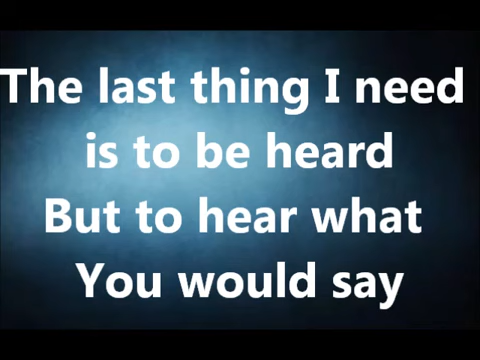 The last thing I need
is to be heard
But to hear what
You would say